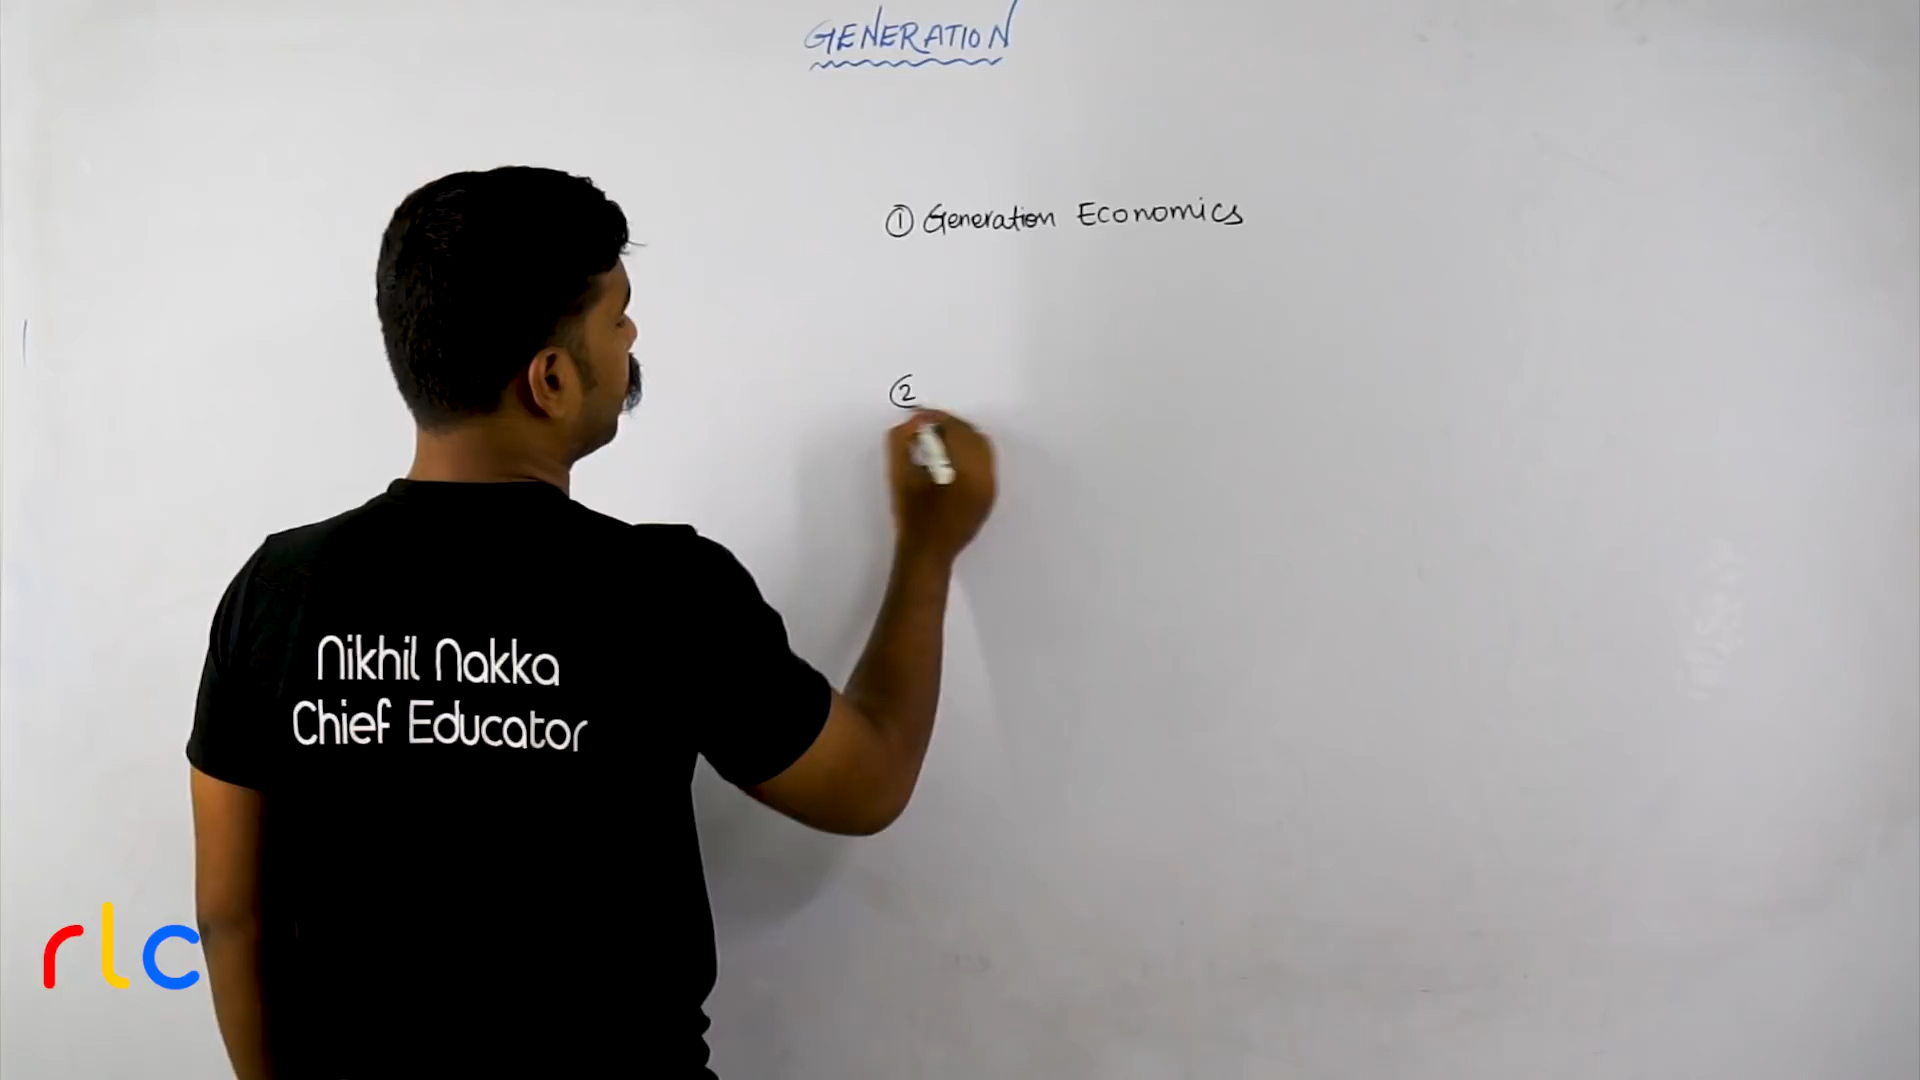 GENERATION
① Generation Economics
②
Nikhil Nakka
Chief Educator
rlc